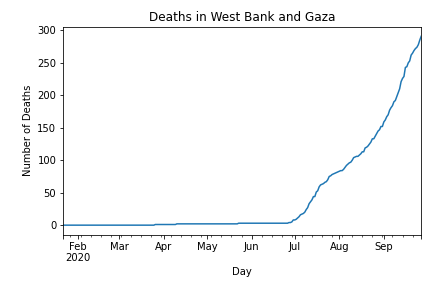 Deaths in West Bank and Gaza
Number of Deaths
300
250
200
150
100
50
0
Feb Mar Apr May Jun Jul Aug Sep
2020
Day